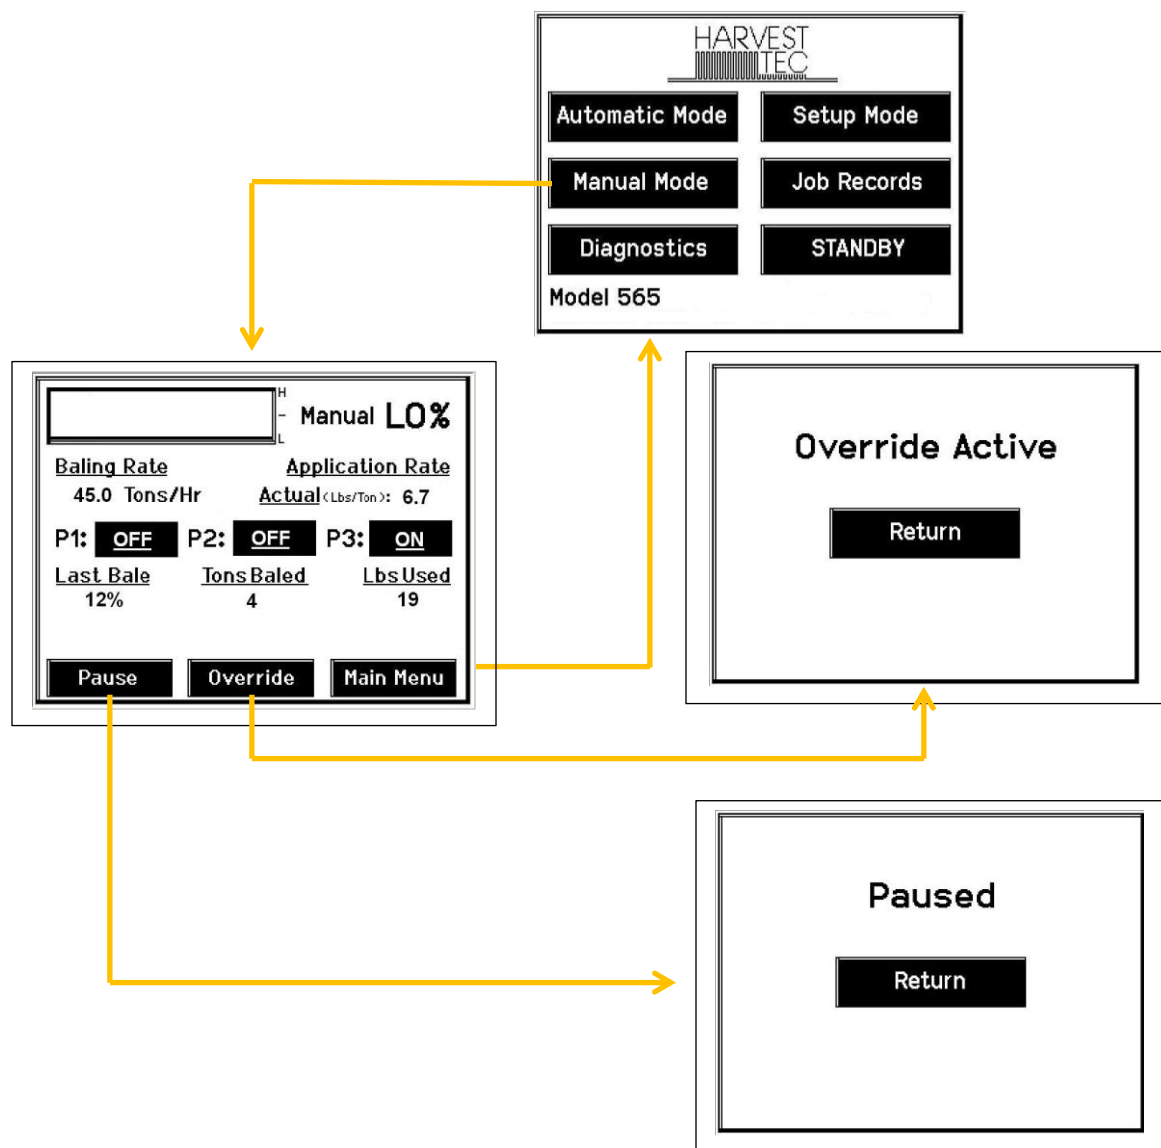 HARVEST
TEC
Automatic Mode Setup Mode
Manual Mode Job Records
Diagnostics STANDBY
Model 565
H
-
L
Manual LO%
Baling Rate Application Rate
45.0 Tons/Hr Actual (Lbs/Ton): 6.7
P1: OFF P2: OFF P3: ON
Last Bale Tons Baled Lbs Used
12% 4 19
Pause Override Main Menu
Override Active
Return
Paused
Return